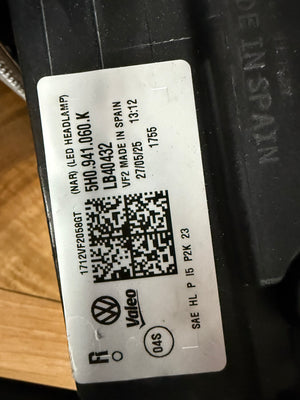 (NAR) (LED HEADLAMP)
5H0.941.060.K
LB40432
VF2 MADE IN SPAIN
27/05/25 13:12
1755
1712VF2058GT
R
Valeo
04S
SAE HL P I5 P2K 23
MADE IN SPAIN